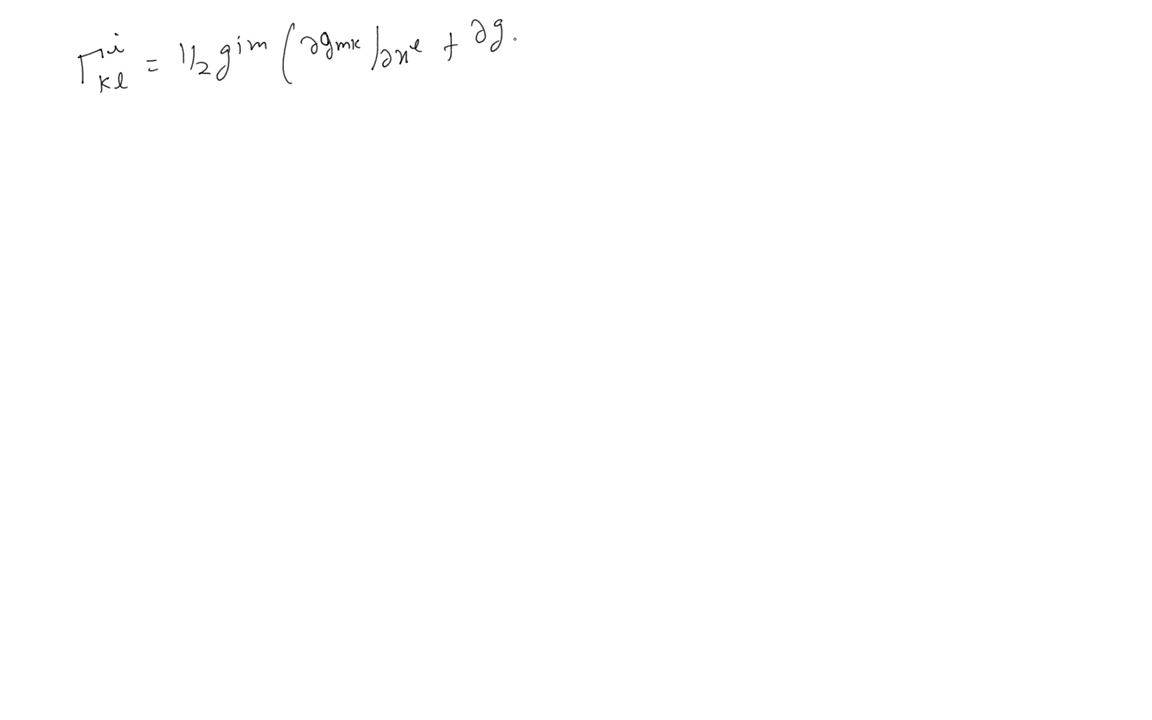 Γ^i_{kl} = 1/2 g^{im} (∂g_{mk}/∂x^l + ∂g.